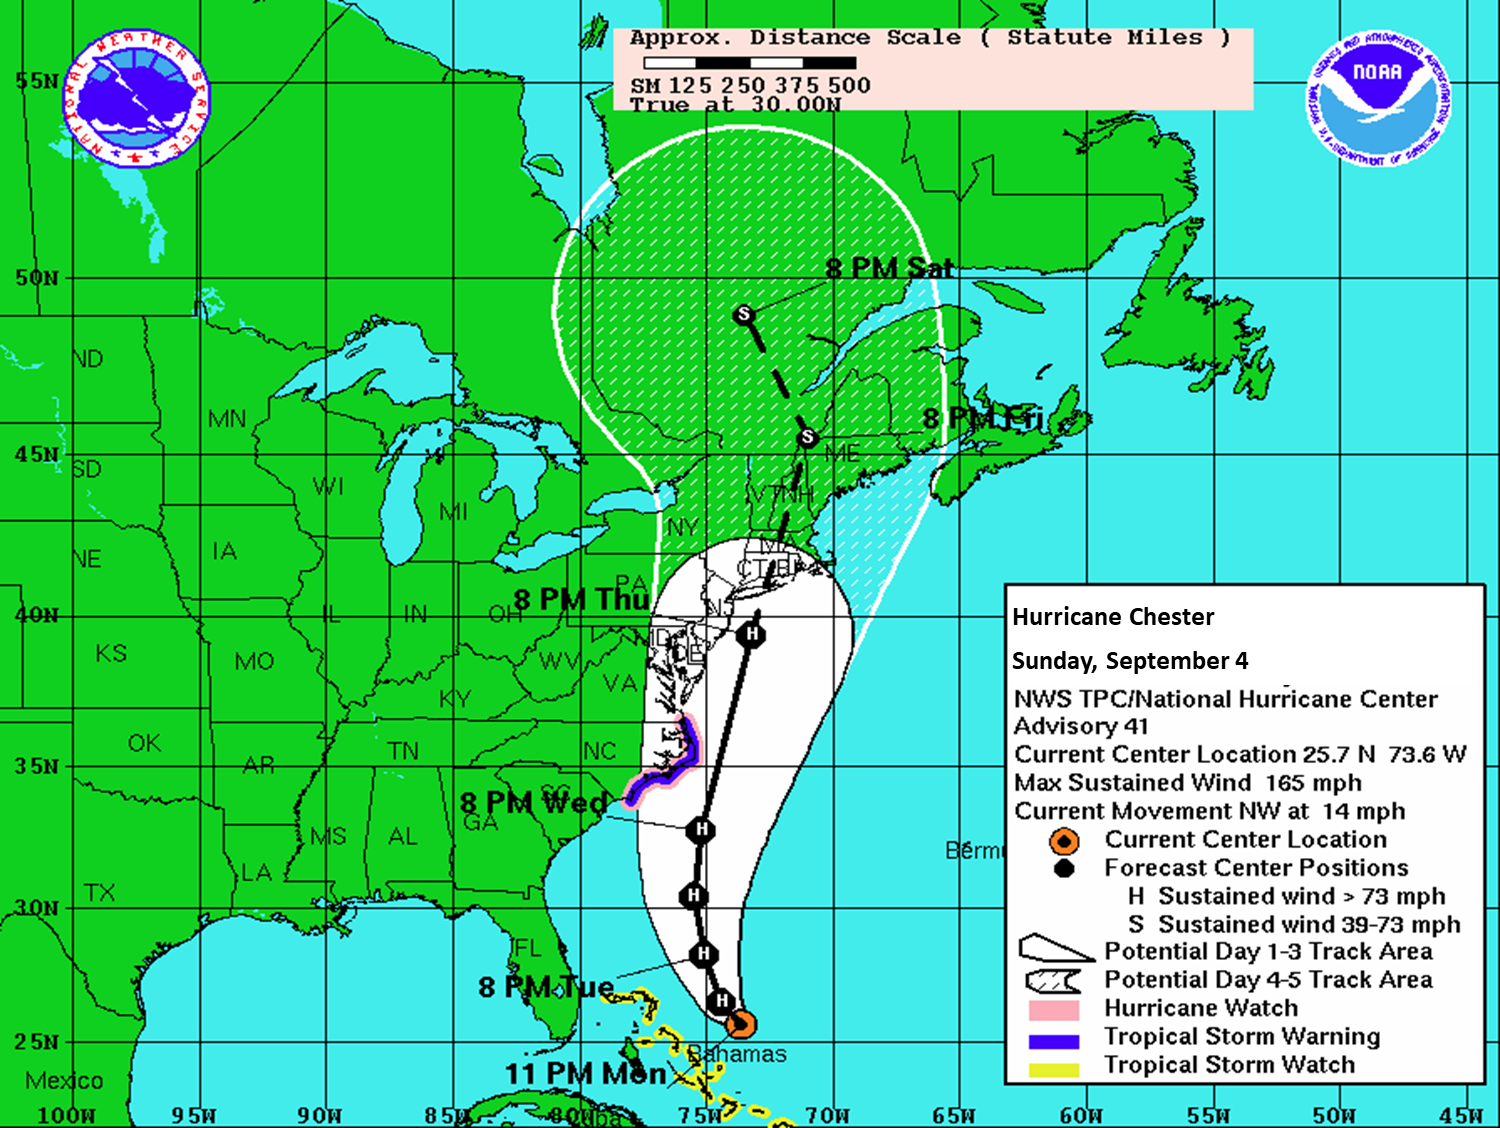 Approx. Distance Scale ( Statute Miles )
SM 125 250 375 500
True at 30.00N
NATIONAL WEATHER SERVICE
NOAA
55N
50N
8 PM Sat
ND
MN
8 PM Fri
45N
SD
ME
WI
VT NH
MI
NY
IA
NE
MA
CT RI
PA
8 PM Thu
NJ
40N
IL
IN
OH
H
MD
DE
KS
MO
WV
VA
KY
OK
TN
NC
AR
35N
SC
8 PM Wed
GA
MS
AL
H
Bermu
LA
TX
H
30N
FL
H
8 PM Tue
H
25N
Bahamas
11 PM Mon
Mexico
Cuba
100W 95W 90W 85W 80W 75W 70W 65W 60W 55W 50W 45W
S
S
Hurricane Chester
Sunday, September 4
NWS TPC/National Hurricane Center
Advisory 41
Current Center Location 25.7 N 73.6 W
Max Sustained Wind 165 mph
Current Movement NW at 14 mph
Current Center Location
Forecast Center Positions
H Sustained wind > 73 mph
S Sustained wind 39-73 mph
Potential Day 1-3 Track Area
Potential Day 4-5 Track Area
Hurricane Watch
Tropical Storm Warning
Tropical Storm Watch